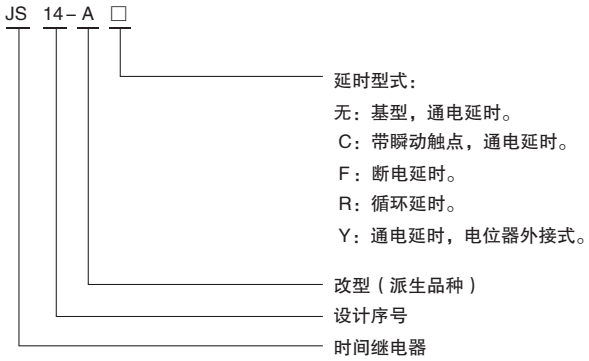 JS 14－A □
延时型式：
无：基型，通电延时。
C：带瞬动触点，通电延时。
F：断电延时。
R：循环延时。
Y：通电延时，电位器外接式。
改型（派生品种）
设计序号
时间继电器